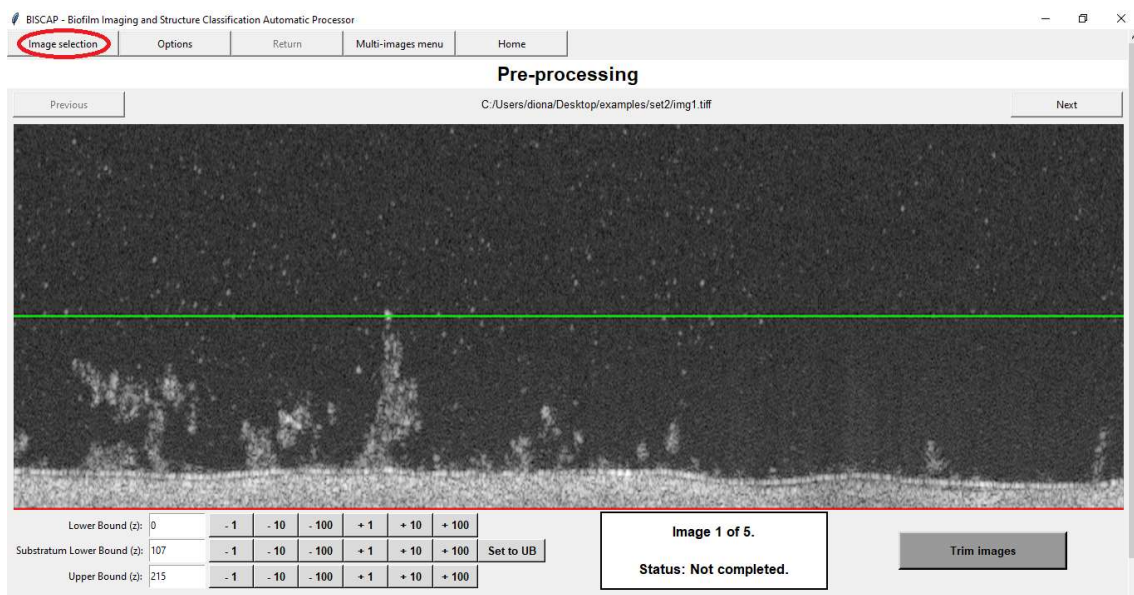 BISCAP - Biofilm Imaging and Structure Classification Automatic Processor
Image selection Options Return Multi-images menu Home
Pre-processing
Previous C:/Users/diona/Desktop/examples/set2/img1.tiff Next
Lower Bound (z): 0 - 1 - 10 - 100 + 1 + 10 + 100
Substratum Lower Bound (z): 107 - 1 - 10 - 100 + 1 + 10 + 100 Set to UB
Upper Bound (z): 215 - 1 - 10 - 100 + 1 + 10 + 100
Image 1 of 5.
Status: Not completed.
Trim images